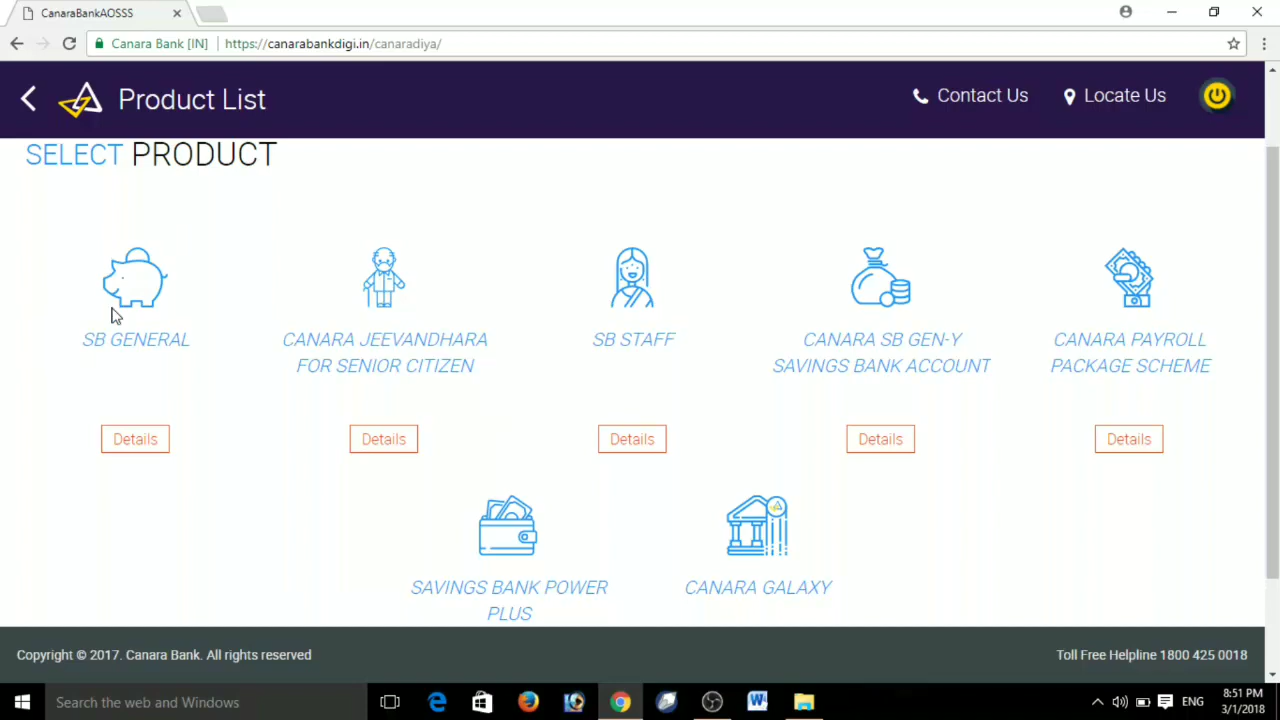 CanaraBankAOSSS
Canara Bank [IN] https://canarabankdigi.in/canaradiya/
Product List
Contact Us
Locate Us
SELECT PRODUCT
SB GENERAL
CANARA JEEVANDHARA
FOR SENIOR CITIZEN
SB STAFF
CANARA SB GEN-Y
SAVINGS BANK ACCOUNT
CANARA PAYROLL
PACKAGE SCHEME
Details
Details
Details
Details
Details
SAVINGS BANK POWER
PLUS
CANARA GALAXY
Copyright © 2017. Canara Bank. All rights reserved
Toll Free Helpline 1800 425 0018
Search the web and Windows
ENG
8:51 PM
3/1/2018